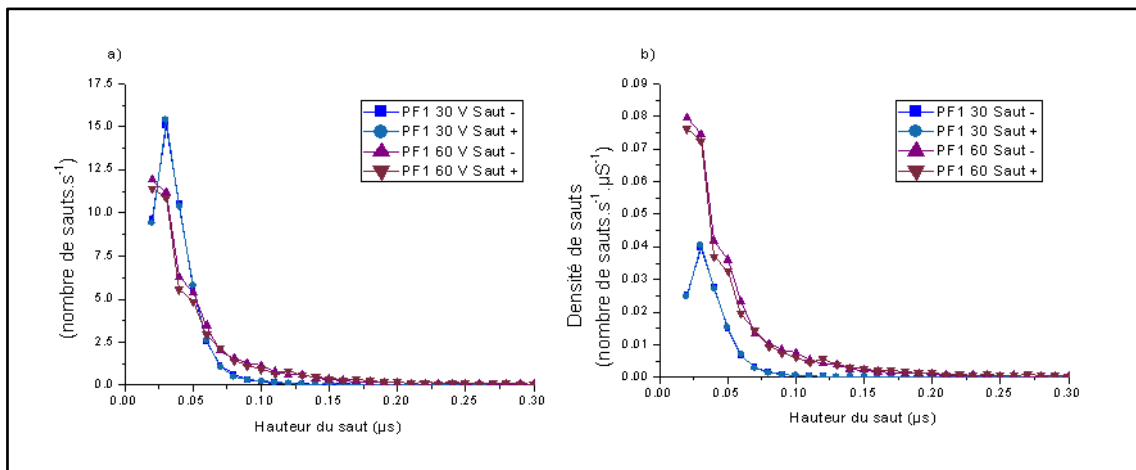 a)
17.5
15.0
12.5
10.0
7.5
5.0
2.5
0.0
(nombre de sauts.s⁻¹)
PF1 30 V Saut -
PF1 30 V Saut +
PF1 60 V Saut -
PF1 60 V Saut +
0.00 0.05 0.10 0.15 0.20 0.25 0.30
Hauteur du saut (µs)
b)
0.09
0.08
0.07
0.06
0.05
0.04
0.03
0.02
0.01
0.00
Densité de sauts
(nombre de sauts.s⁻¹.µS⁻¹)
PF1 30 Saut -
PF1 30 Saut +
PF1 60 Saut -
PF1 60 Saut +
0.00 0.05 0.10 0.15 0.20 0.25 0.30
Hauteur du saut (µs)